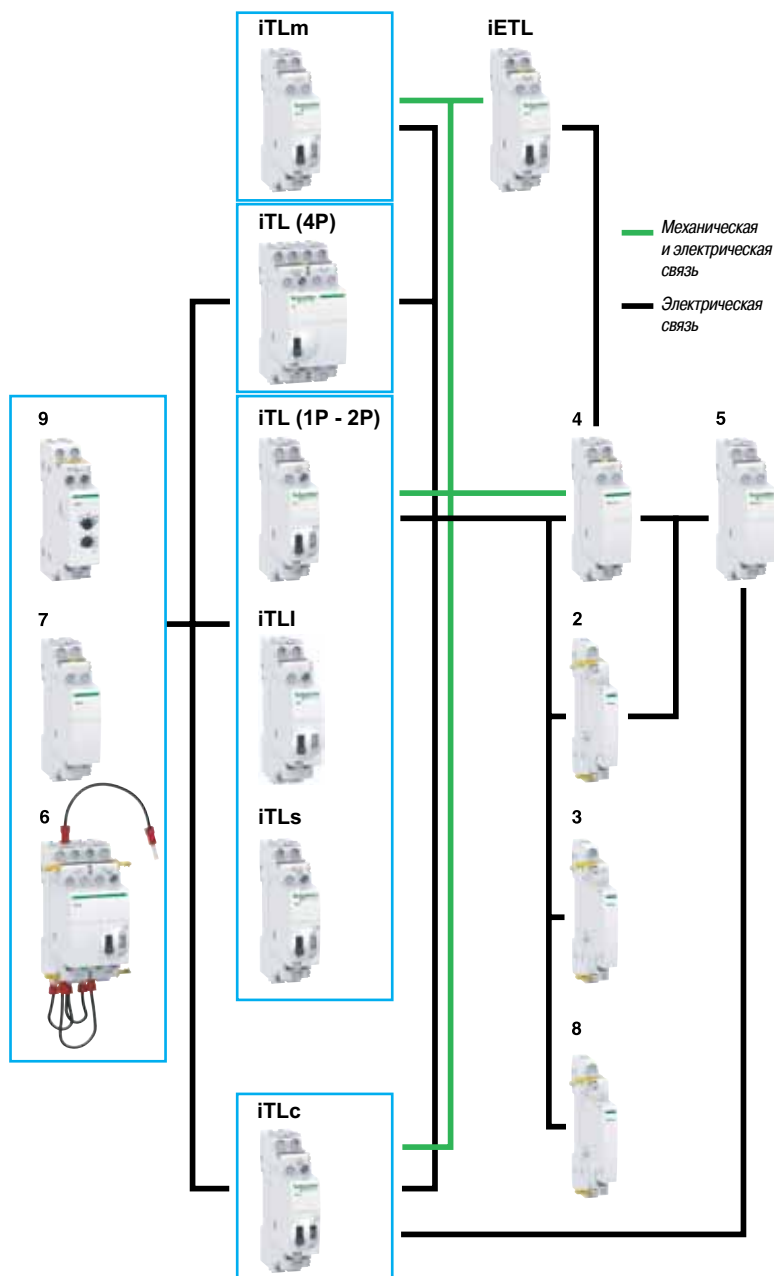 iTLm
iETL
iTL (4P)
Механическая
и электрическая
связь
Электрическая
связь
9
iTL (1P - 2P)
4
5
7
iTLI
2
6
iTLs
3
8
iTLc